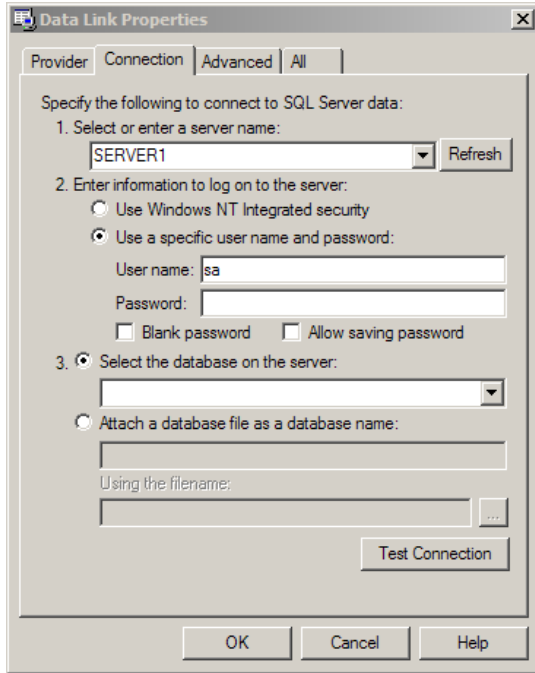 Data Link Properties
Provider Connection Advanced All
Specify the following to connect to SQL Server data:
1. Select or enter a server name:
SERVER1 Refresh
2. Enter information to log on to the server:
Use Windows NT Integrated security
Use a specific user name and password:
User name: sa
Password:
Blank password Allow saving password
3. Select the database on the server:
Attach a database file as a database name:
Using the filename:
...
Test Connection
OK Cancel Help